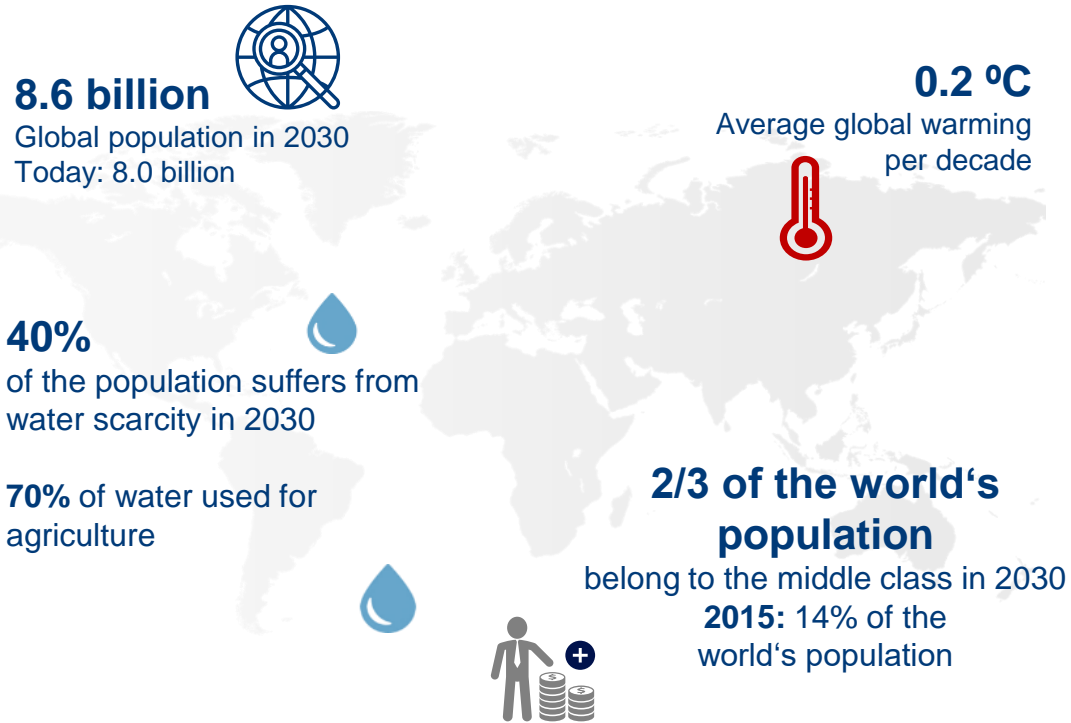 8.6 billion
Global population in 2030
Today: 8.0 billion
0.2 ºC
Average global warming
per decade
40%
of the population suffers from
water scarcity in 2030
70% of water used for
agriculture
2/3 of the world‘s
population
belong to the middle class in 2030
2015: 14% of the
world‘s population